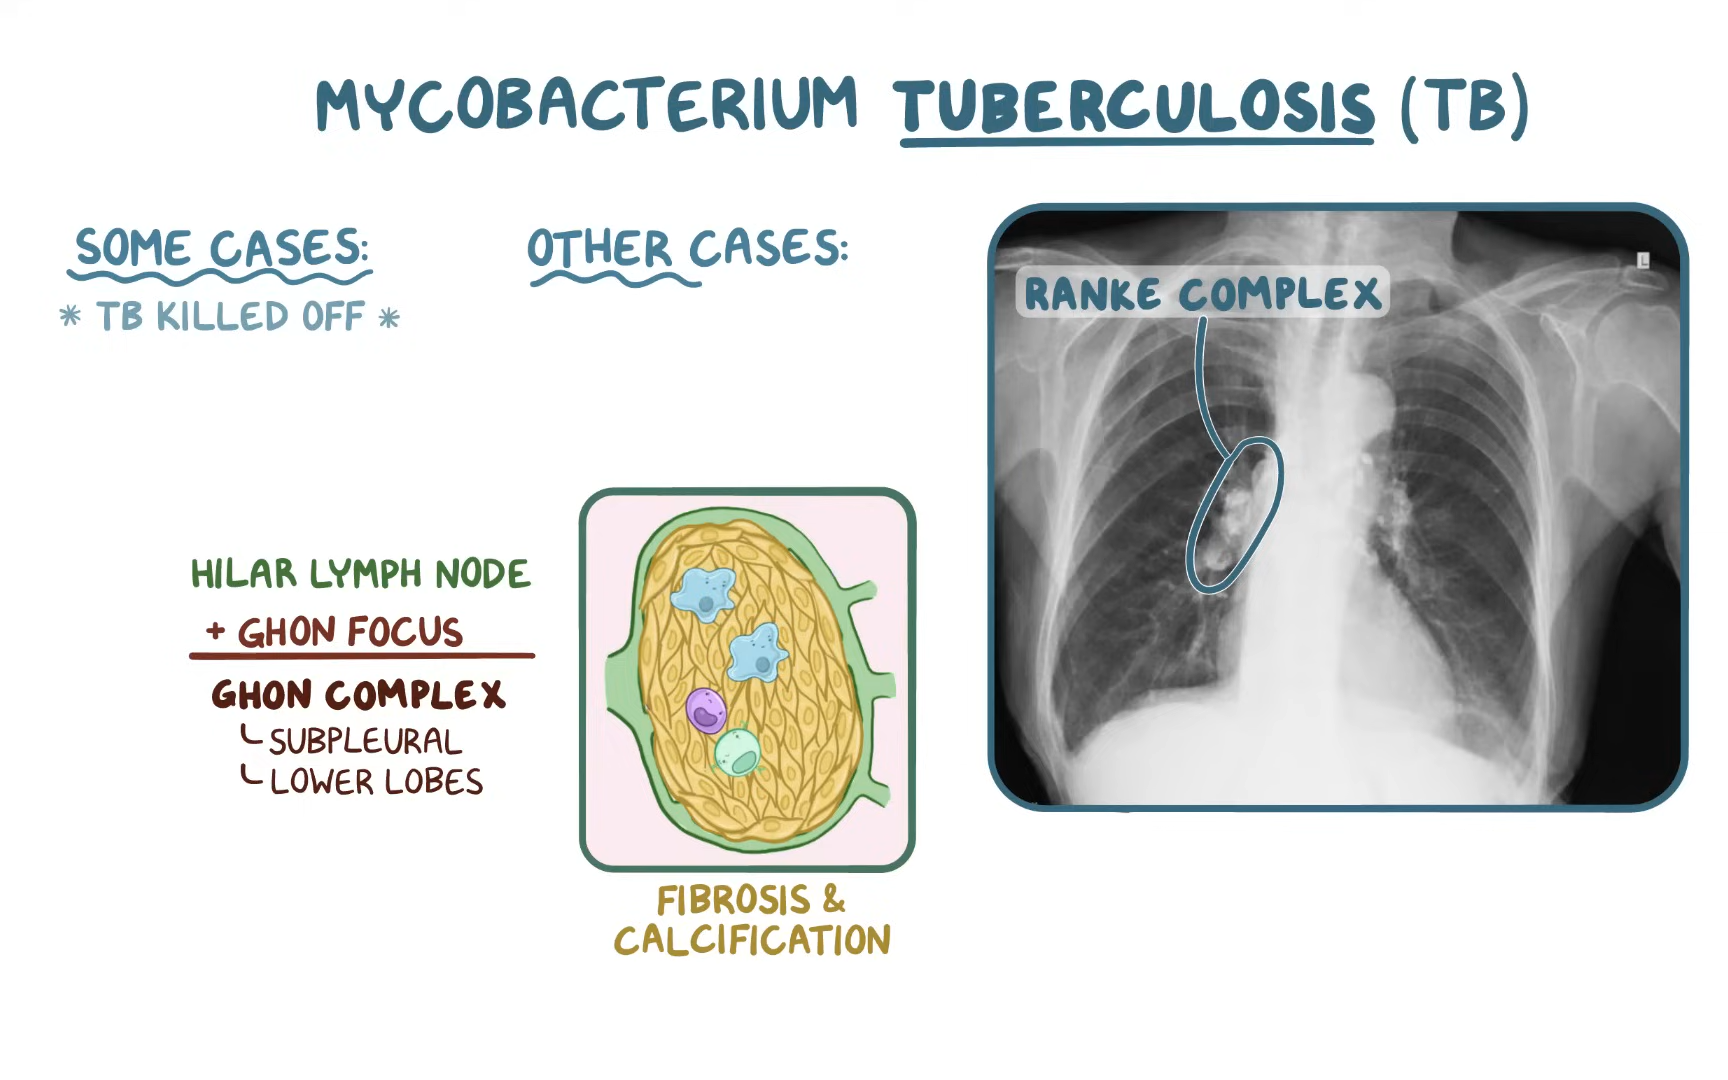 MYCOBACTERIUM TUBERCULOSIS (TB)
SOME CASES:
* TB KILLED OFF *
OTHER CASES:
HILAR LYMPH NODE
+ GHON FOCUS
GHON COMPLEX
SUBPLEURAL
LOWER LOBES
FIBROSIS &
CALCIFICATION
RANKE COMPLEX
L